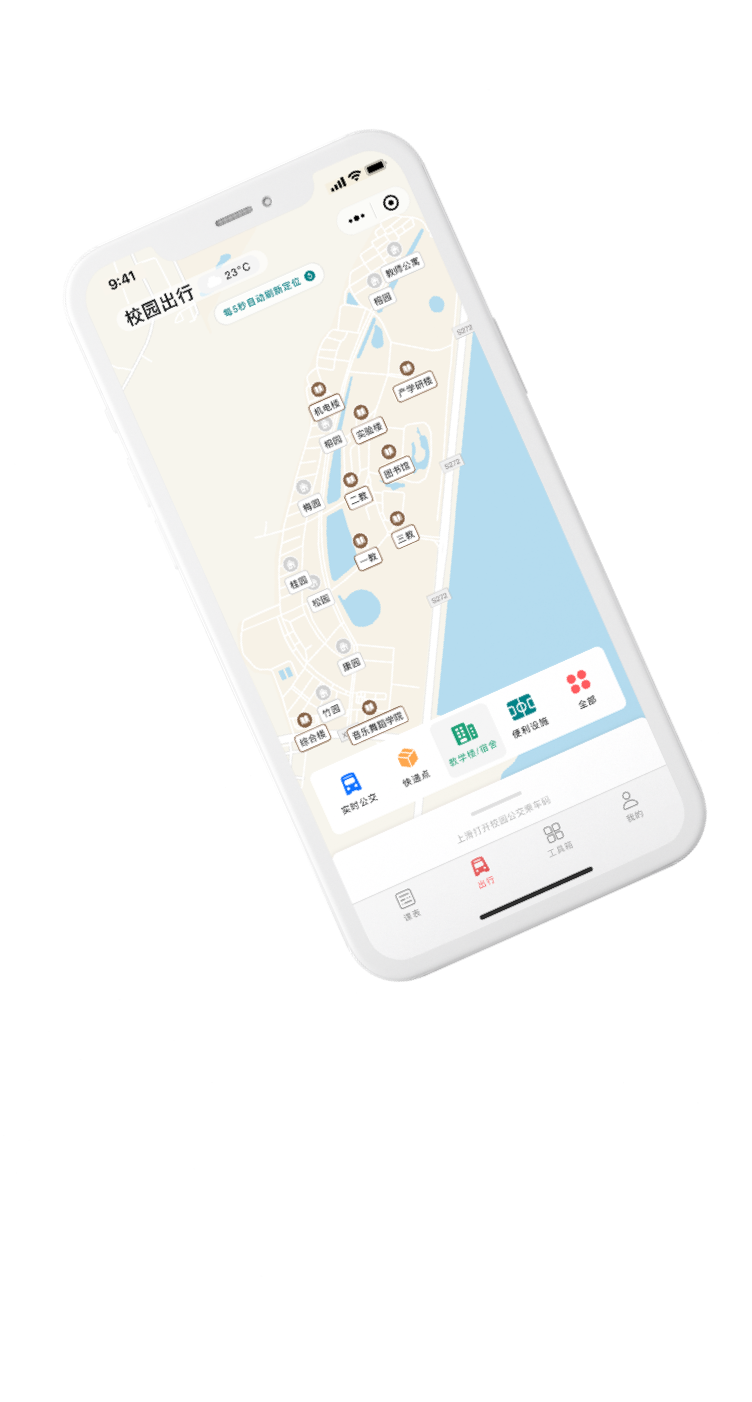 9:41
校园出行
23°C
每5秒自动刷新定位
教师公寓
榕园
S272
产学研楼
机电楼
实验楼
榕园
图书馆
S272
二教
梅园
三教
一教
桂园
松园
S272
康园
竹园
音乐舞蹈学院
综合楼
实时公交
快递点
教学楼/宿舍
便利设施
全部
上滑打开校园公交乘车码
课表
出行
工具箱
我的